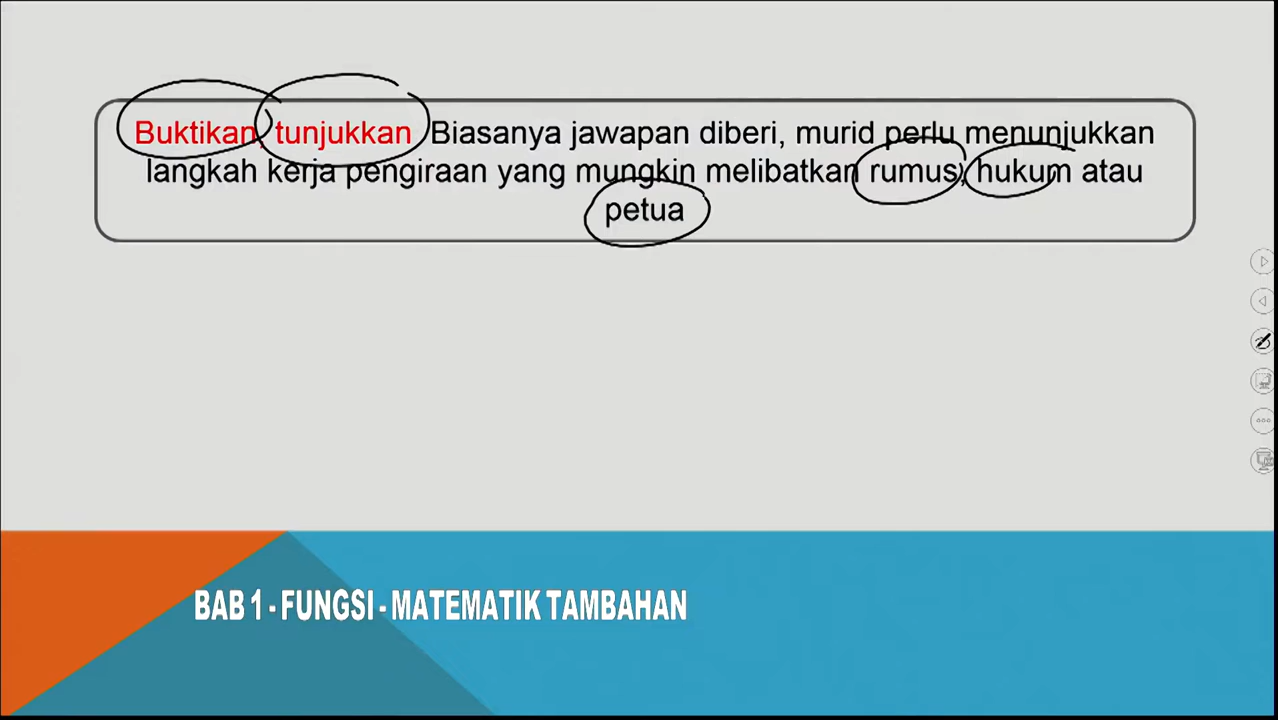 Buktikan, tunjukkan Biasanya jawapan diberi, murid perlu menunjukkan
langkah kerja pengiraan yang mungkin melibatkan rumus, hukum atau
petua
BAB 1 - FUNGSI - MATEMATIK TAMBAHAN